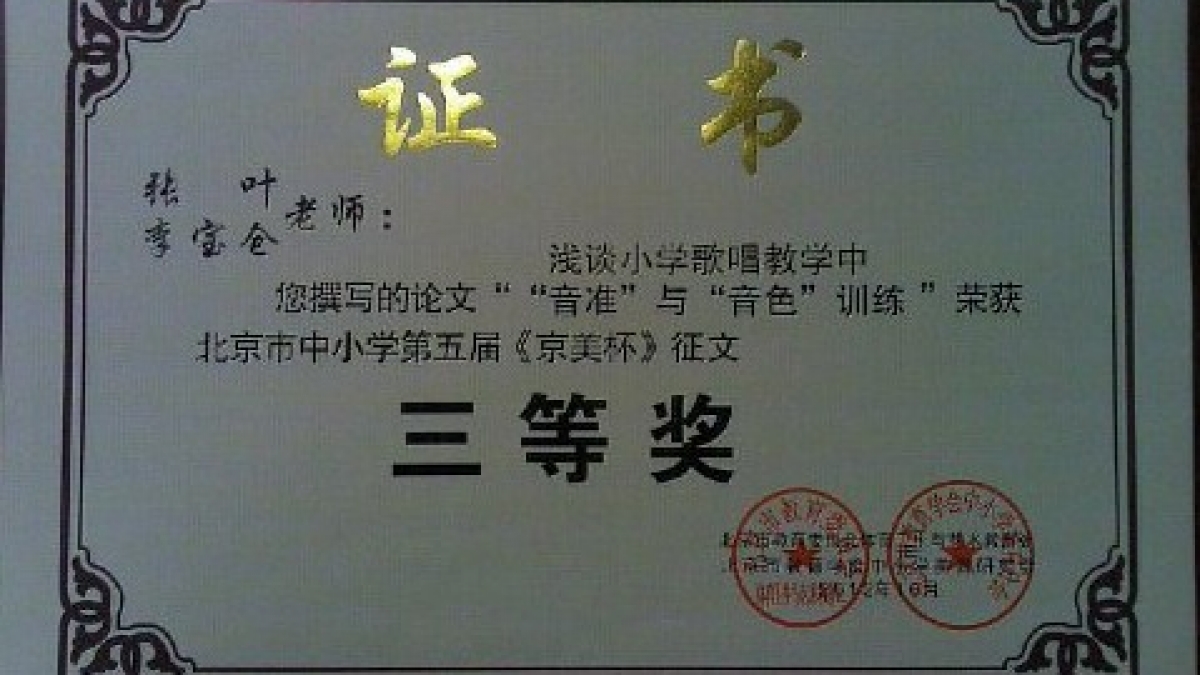 证 书
张 叶
李宝仓 老师：
浅谈小学歌唱教学中
您撰写的论文““音准”与“音色”训练”荣获
北京市中小学第五届《京美杯》征文
三等奖